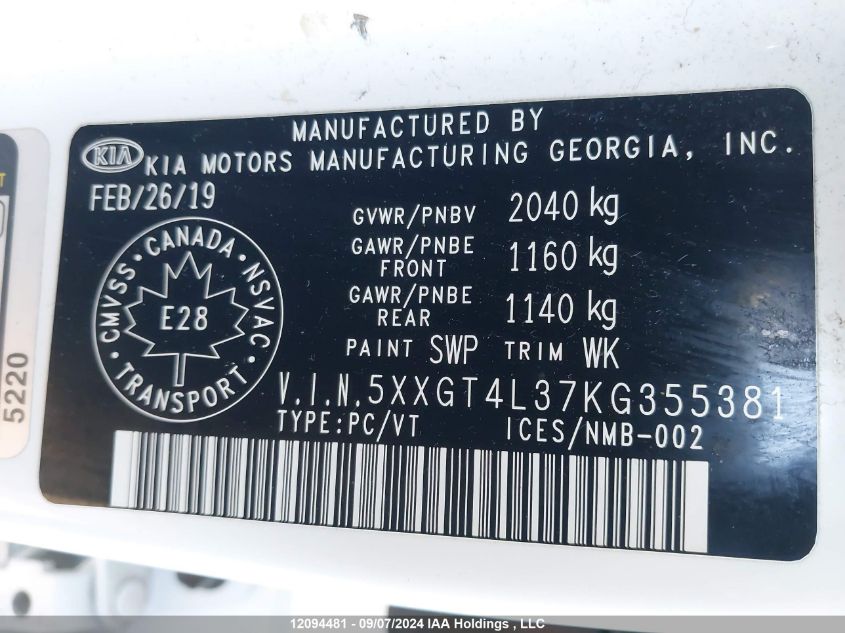 MANUFACTURED BY
KIA KIA MOTORS MANUFACTURING GEORGIA, INC.
FEB/26/19
GVWR/PNBV 2040 kg
GAWR/PNBE FRONT 1160 kg
GAWR/PNBE REAR 1140 kg
PAINT SWP TRIM WK
CMVSS • CANADA • NSVAC • TRANSPORT •
E28
V.I.N.5XXGT4L37KG355381
TYPE:PC/VT ICES/NMB-002
5220
12094481 - 09/07/2024 IAA Holdings , LLC